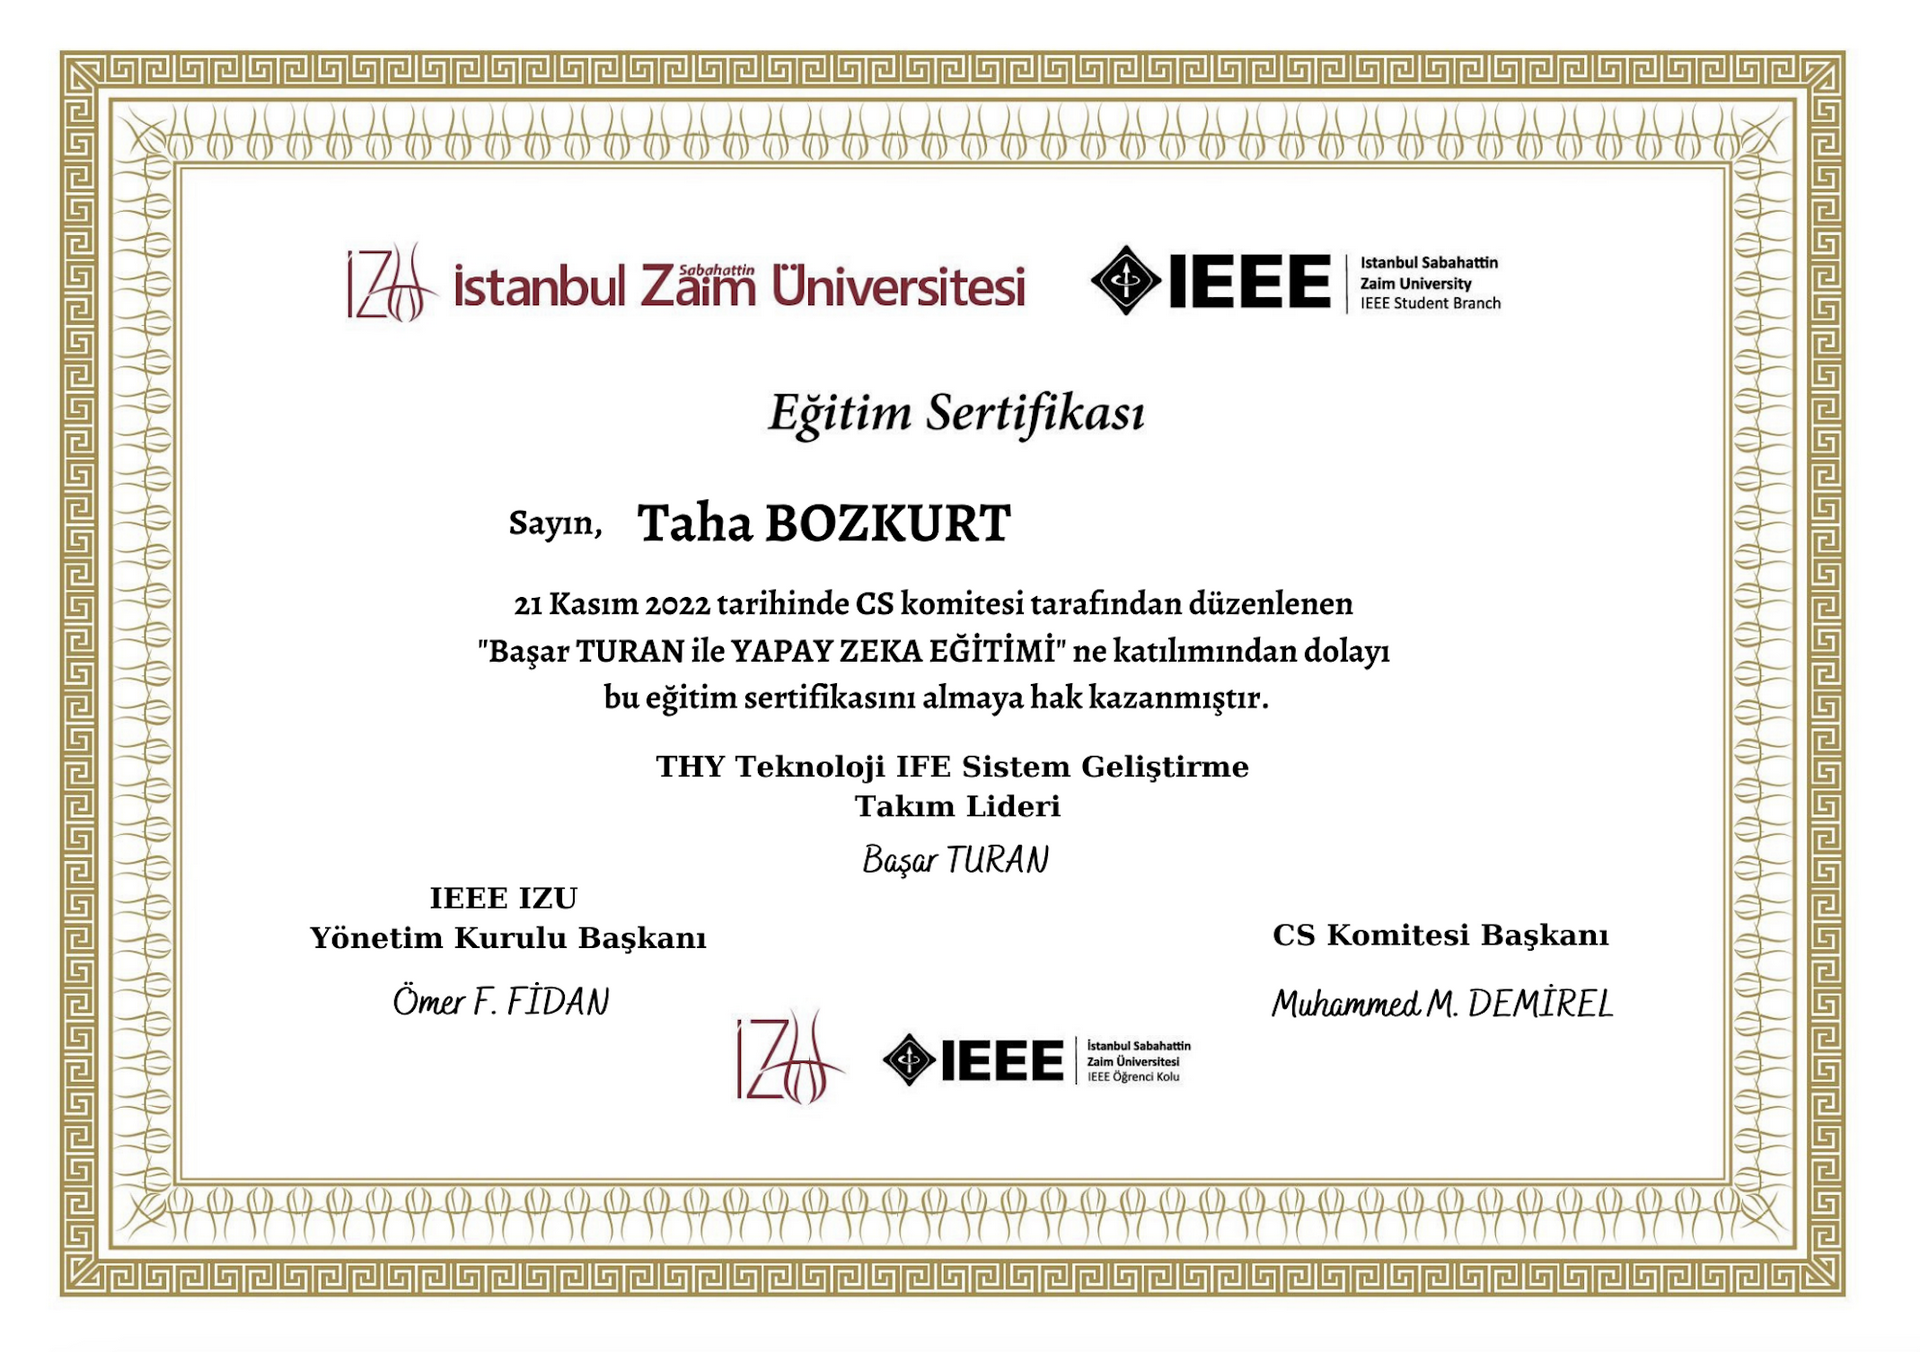 İZÜ istanbul Sabahattin Zaim Üniversitesi
IEEE
Istanbul Sabahattin
Zaim University
IEEE Student Branch
Eğitim Sertifikası
Sayın, Taha BOZKURT
21 Kasım 2022 tarihinde CS komitesi tarafından düzenlenen
"Başar TURAN ile YAPAY ZEKA EĞİTİMİ" ne katılımından dolayı
bu eğitim sertifikasını almaya hak kazanmıştır.
THY Teknoloji IFE Sistem Geliştirme
Takım Lideri
Başar TURAN
IEEE IZU
Yönetim Kurulu Başkanı
Ömer F. FİDAN
CS Komitesi Başkanı
Muhammed M. DEMİREL
İZÜ
IEEE
İstanbul Sabahattin
Zaim Üniversitesi
IEEE Öğrenci Kolu